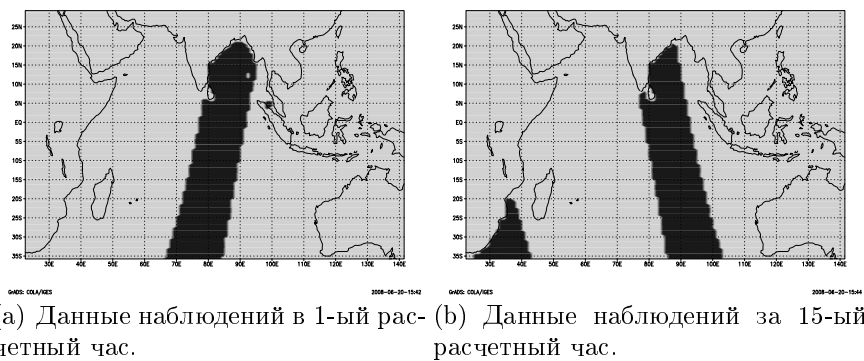 25N
20N
15N
10N
5N
EQ
5S
10S
15S
20S
25S
30S
35S
30E 40E 50E 60E 70E 80E 90E 100E 110E 120E 130E 140E
GrADS: COLA/IGES 2008-06-20-15:42
25N
20N
15N
10N
5N
EQ
5S
10S
15S
20S
25S
30S
35S
30E 40E 50E 60E 70E 80E 90E 100E 110E 120E 130E 140E
GrADS: COLA/IGES 2008-06-20-15:44
(a) Данные наблюдений в 1-ый рас-
четный час.
(b) Данные наблюдений за 15-ый
расчетный час.